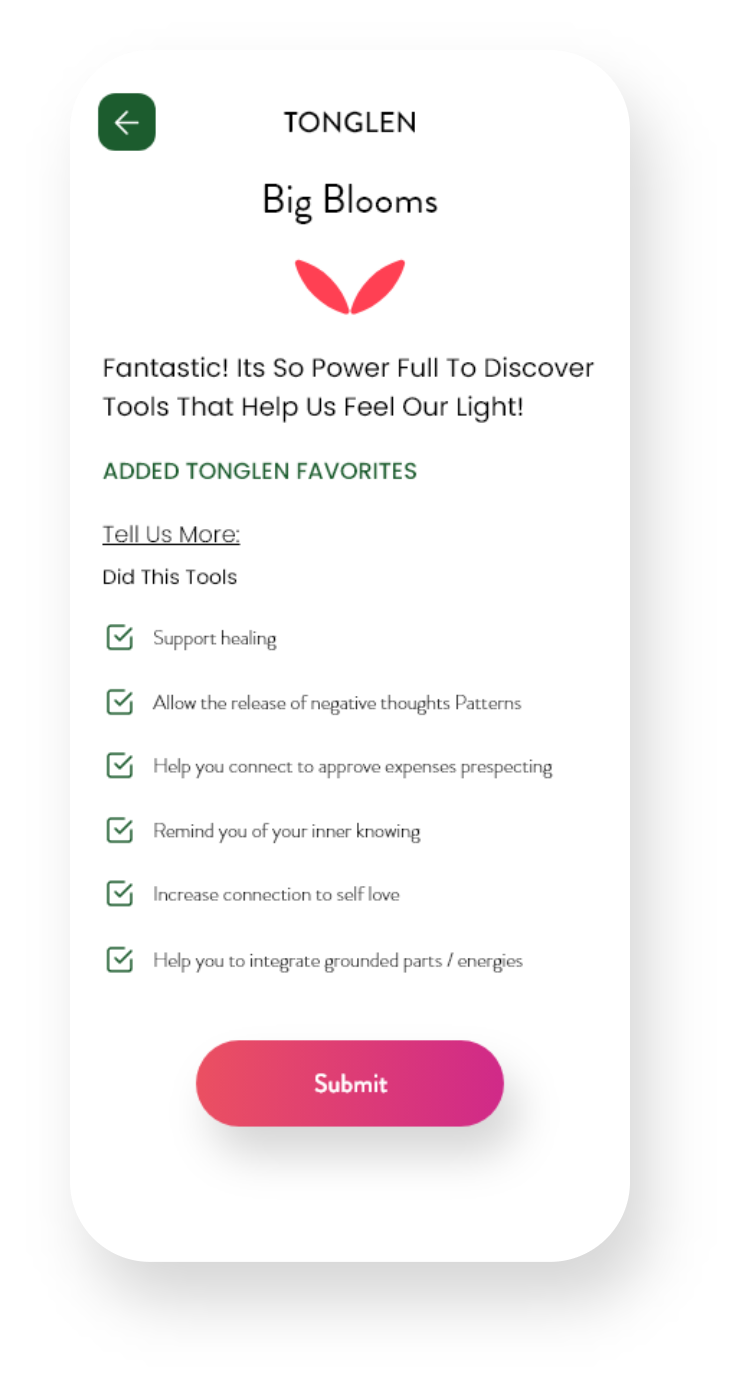 TONGLEN
Big Blooms
Fantastic! Its So Power Full To Discover
Tools That Help Us Feel Our Light!
ADDED TONGLEN FAVORITES
Tell Us More:
Did This Tools
Support healing
Allow the release of negative thoughts Patterns
Help you connect to approve expenses prespecting
Remind you of your inner knowing
Increase connection to self love
Help you to integrate grounded parts / energies
Submit